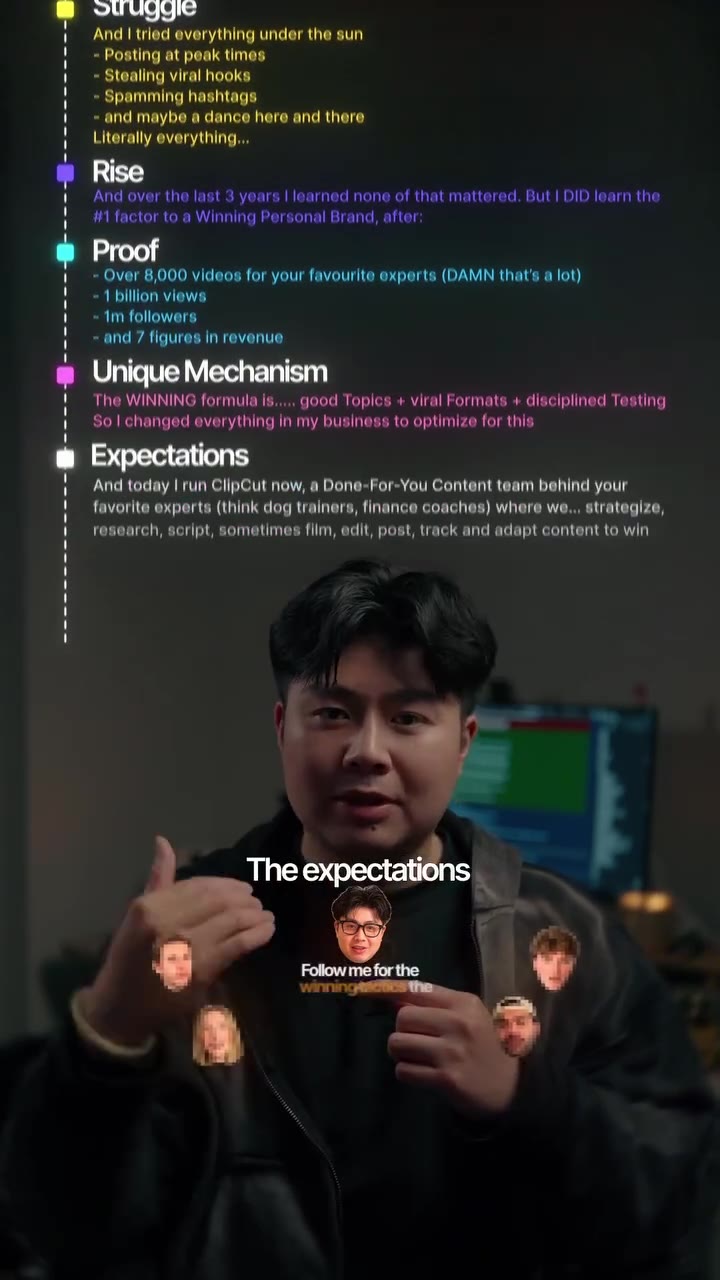 Struggle
And I tried everything under the sun
- Posting at peak times
- Stealing viral hooks
- Spamming hashtags
- and maybe a dance here and there
Literally everything...
Rise
And over the last 3 years I learned none of that mattered. But I DID learn the
#1 factor to a Winning Personal Brand, after:
Proof
- Over 8,000 videos for your favourite experts (DAMN that's a lot)
- 1 billion views
- 1m followers
- and 7 figures in revenue
Unique Mechanism
The WINNING formula is..... good Topics + viral Formats + disciplined Testing
So I changed everything in my business to optimize for this
Expectations
And today I run ClipCut now, a Done-For-You Content team behind your
favorite experts (think dog trainers, finance coaches) where we... strategize,
research, script, sometimes film, edit, post, track and adapt content to win
The expectations
Follow me for the
winning tactics the